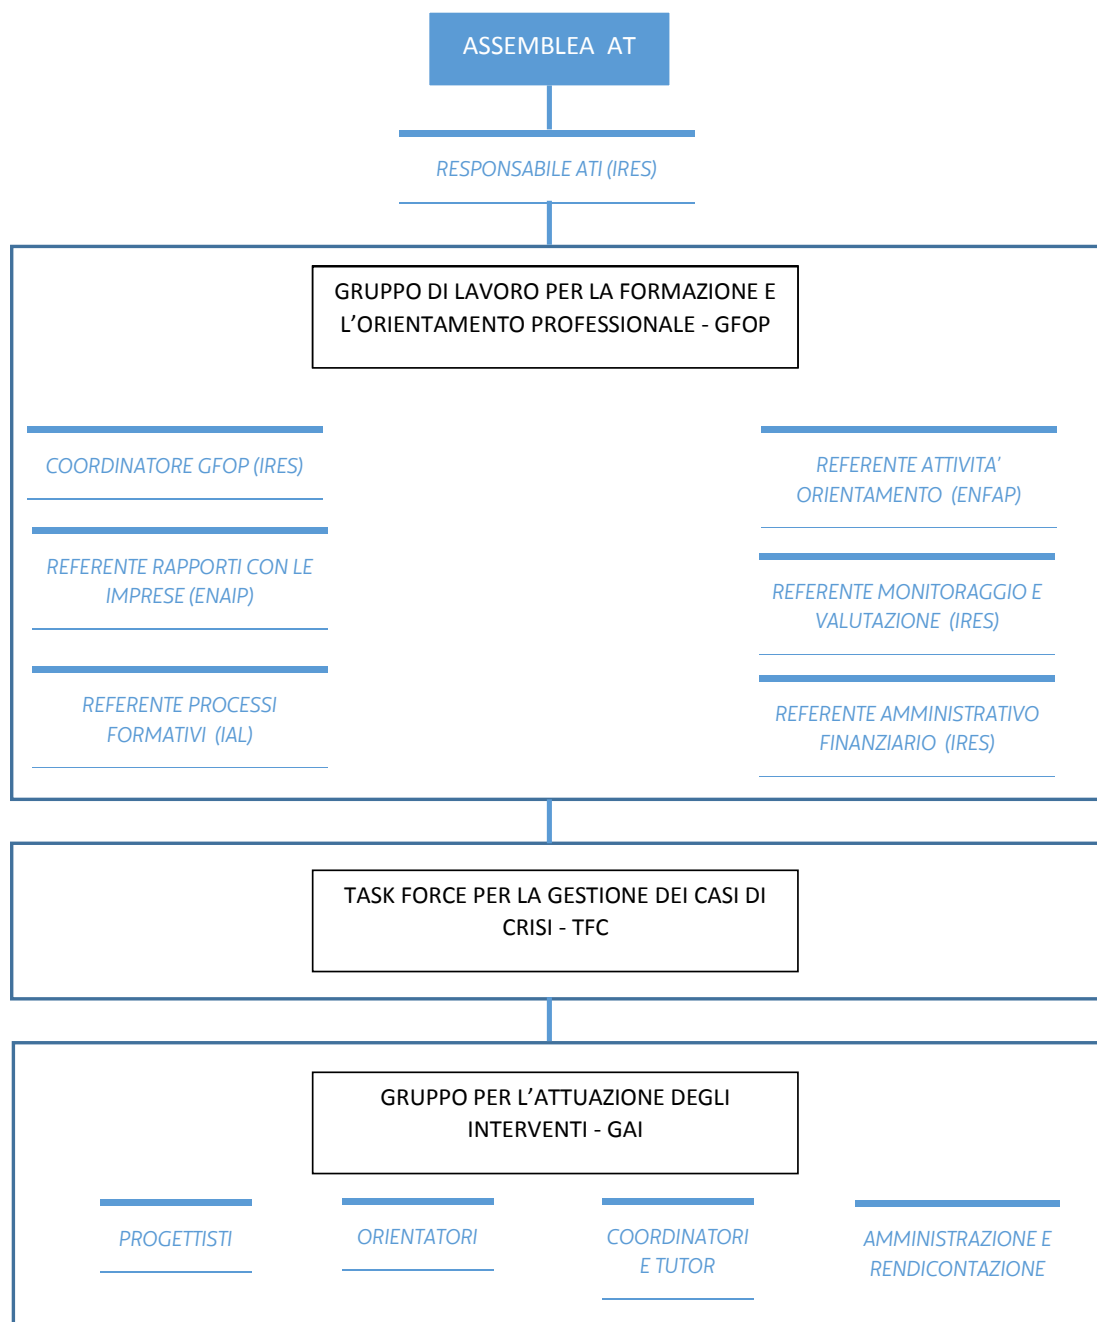 ASSEMBLEA AT
RESPONSABILE ATI (IRES)
GRUPPO DI LAVORO PER LA FORMAZIONE E
L’ORIENTAMENTO PROFESSIONALE - GFOP
COORDINATORE GFOP (IRES)
REFERENTE RAPPORTI CON LE
IMPRESE (ENAIP)
REFERENTE PROCESSI
FORMATIVI (IAL)
REFERENTE ATTIVITA’
ORIENTAMENTO (ENFAP)
REFERENTE MONITORAGGIO E
VALUTAZIONE (IRES)
REFERENTE AMMINISTRATIVO
FINANZIARIO (IRES)
TASK FORCE PER LA GESTIONE DEI CASI DI
CRISI - TFC
GRUPPO PER L’ATTUAZIONE DEGLI
INTERVENTI - GAI
PROGETTISTI
ORIENTATORI
COORDINATORI
E TUTOR
AMMINISTRAZIONE E
RENDICONTAZIONE